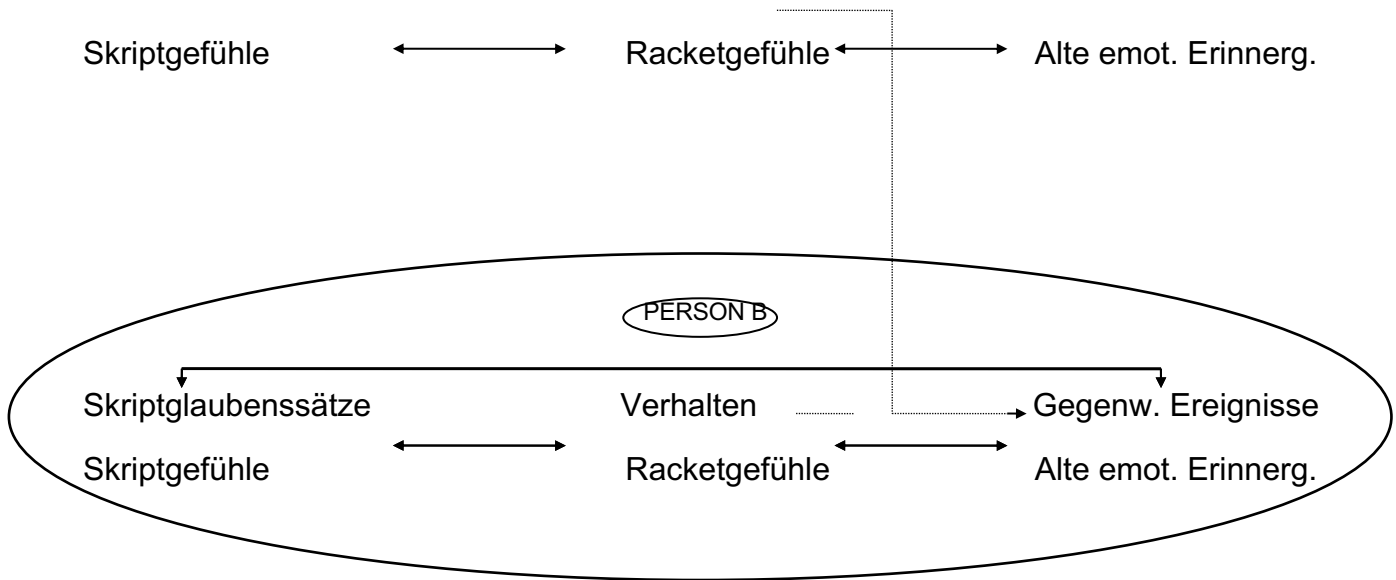 Skriptgefühle Racketgefühle Alte emot. Erinnerg.
PERSON B
Skriptglaubenssätze Verhalten Gegenw. Ereignisse
Skriptgefühle Racketgefühle Alte emot. Erinnerg.